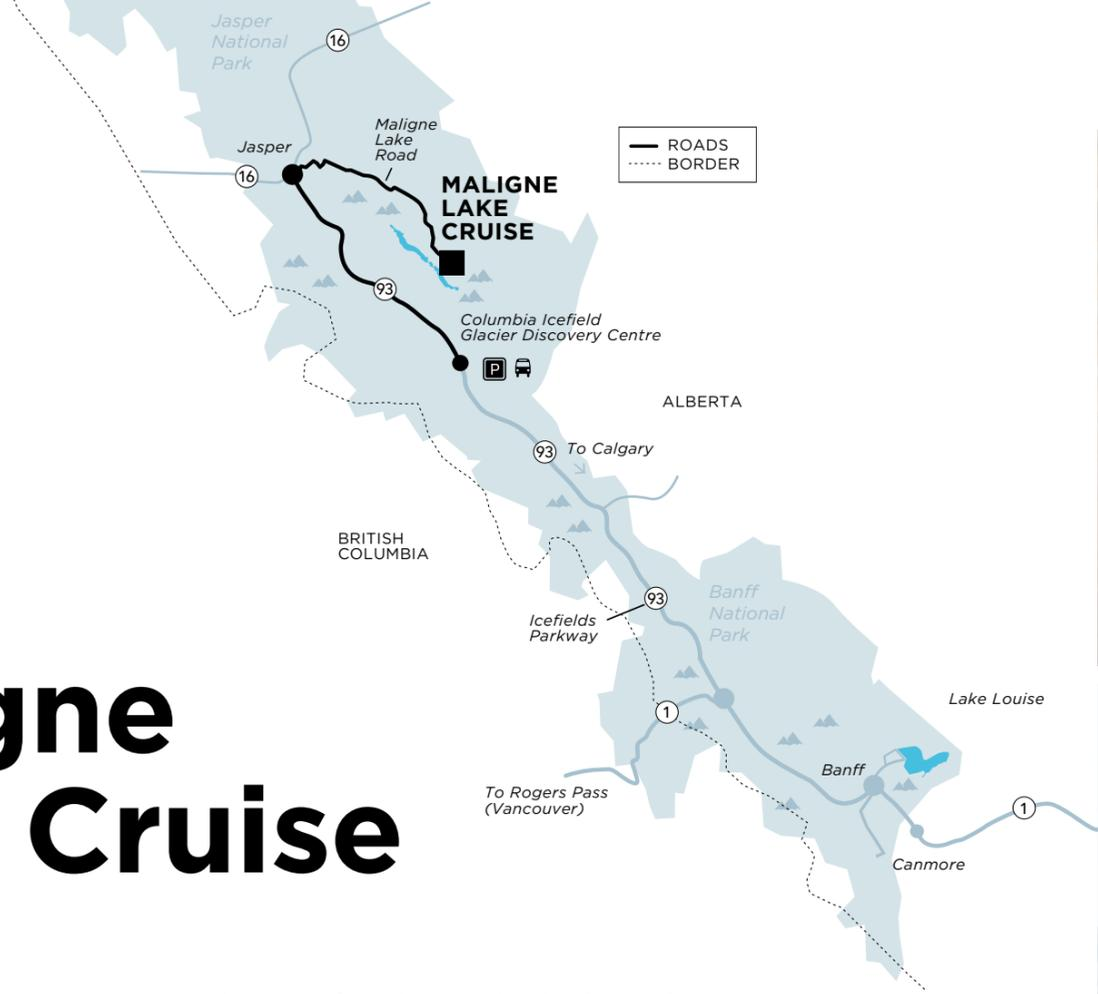 Jasper
National
Park
16
Maligne
Lake
Road
Jasper
16
ROADS
BORDER
MALIGNE
LAKE
CRUISE
93
Columbia Icefield
Glacier Discovery Centre
P
ALBERTA
93
To Calgary
BRITISH
COLUMBIA
93
Banff
National
Park
Icefields
Parkway
1
Lake Louise
Banff
To Rogers Pass
(Vancouver)
1
Canmore
gne
Cruise